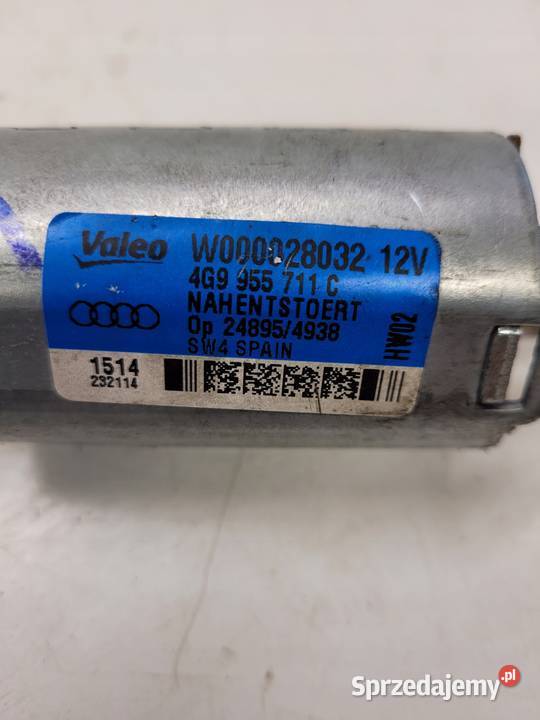 Valeo W000028032 12V
4G9 955 711 C
NAHENTSTOERT
Op 24895/4938
SW4 SPAIN
HW02
1514
232114
Sprzedajemy.pl